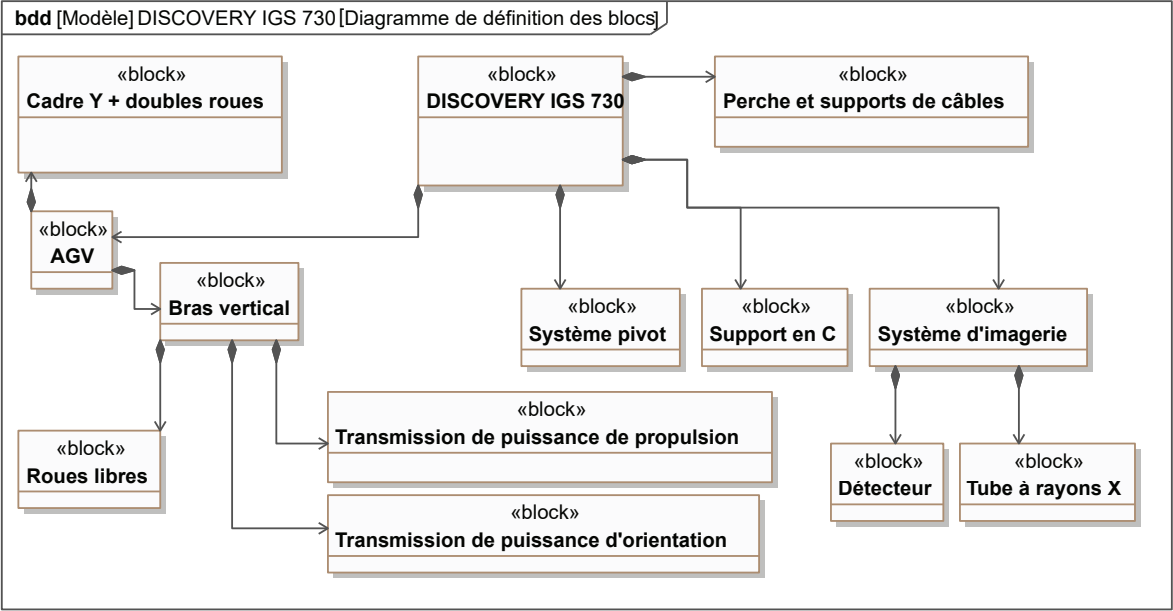 bdd [Modèle] DISCOVERY IGS 730 [Diagramme de définition des blocs]
«block»
Cadre Y + doubles roues
«block»
DISCOVERY IGS 730
«block»
Perche et supports de câbles
«block»
AGV
«block»
Bras vertical
«block»
Système pivot
«block»
Support en C
«block»
Système d'imagerie
«block»
Roues libres
«block»
Transmission de puissance de propulsion
«block»
Transmission de puissance d'orientation
«block»
Détecteur
«block»
Tube à rayons X